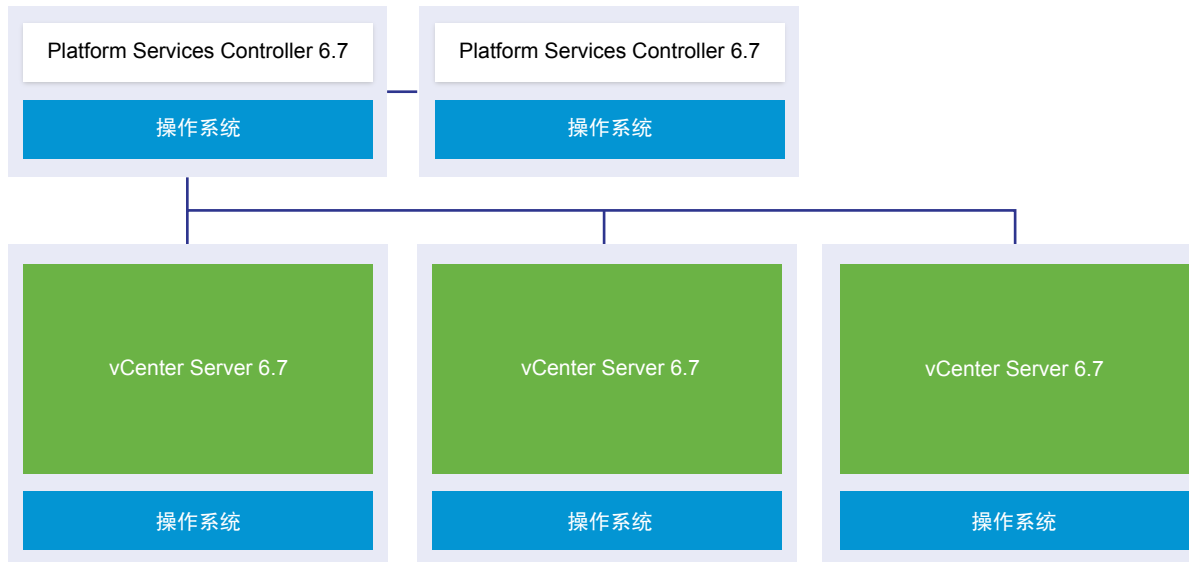 Platform Services Controller 6.7
Platform Services Controller 6.7
操作系统
操作系统
vCenter Server 6.7
vCenter Server 6.7
vCenter Server 6.7
操作系统
操作系统
操作系统